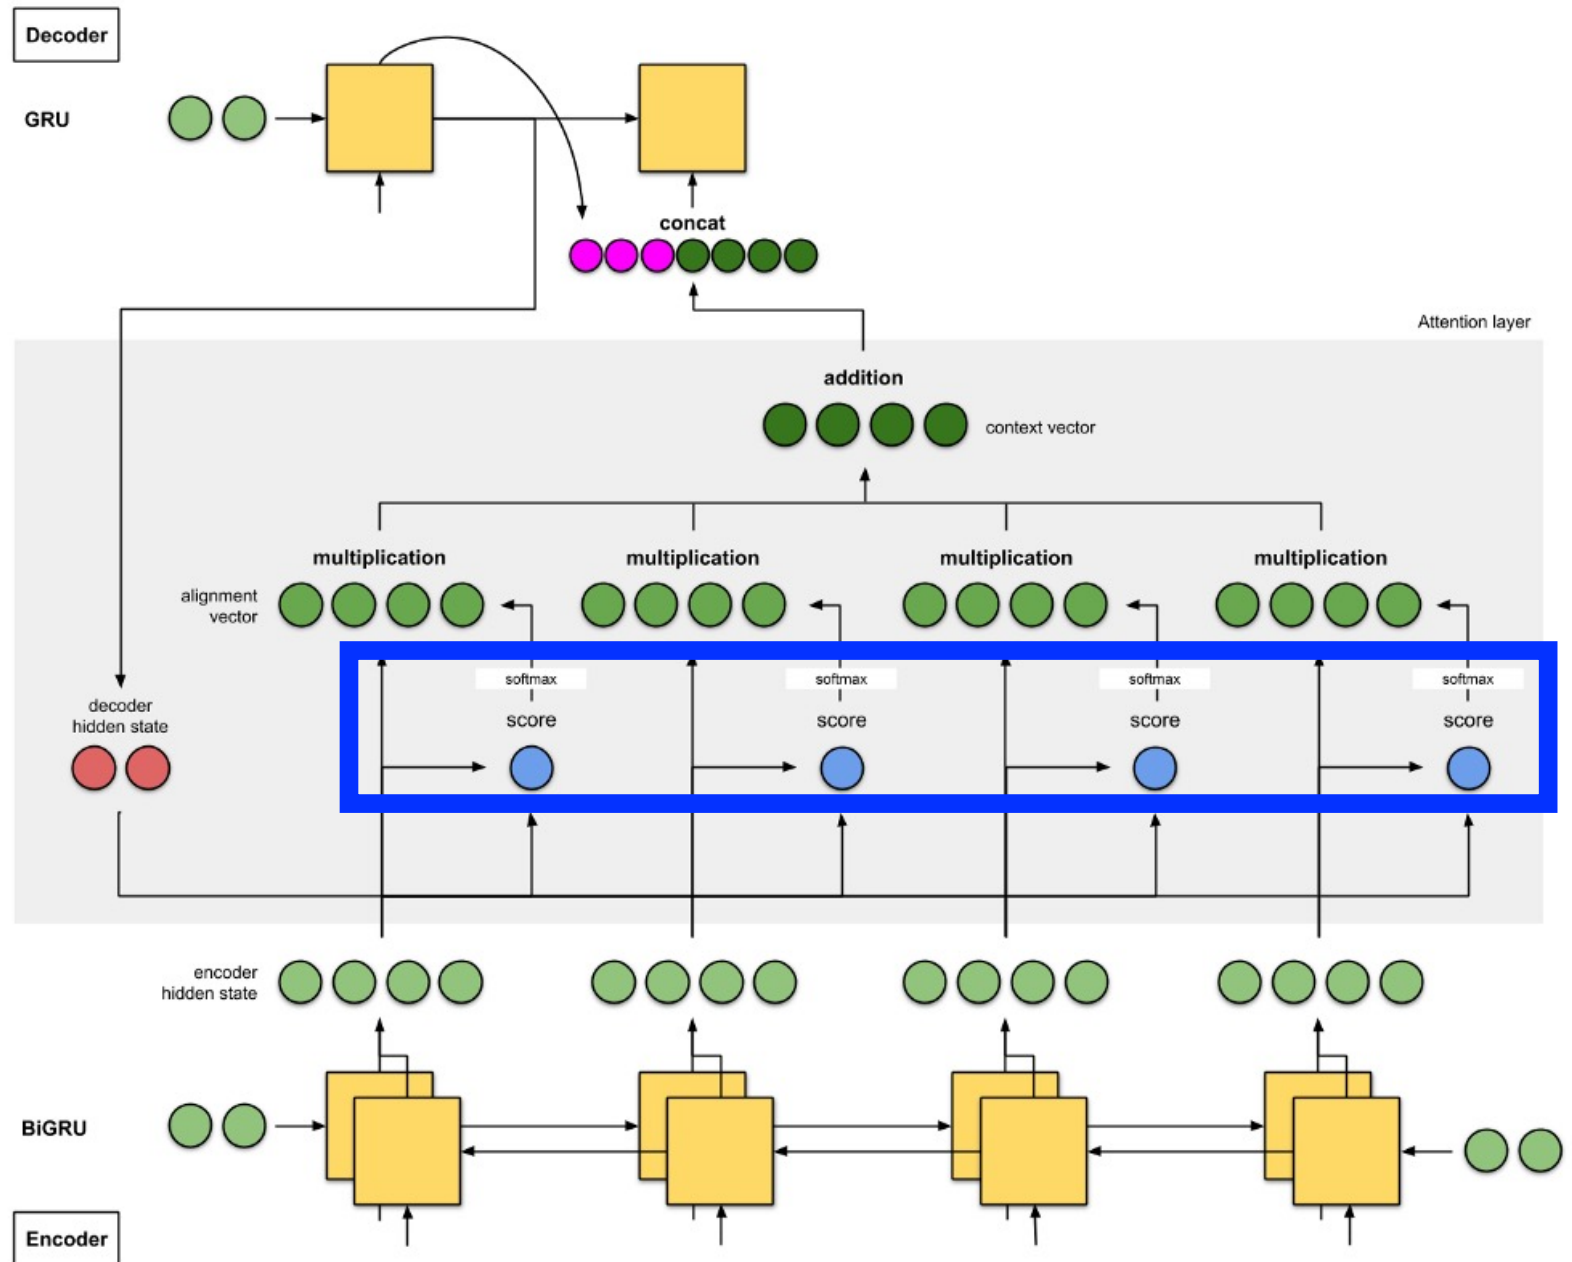 Decoder
GRU
concat
Attention layer
addition
context vector
multiplication multiplication multiplication multiplication
alignment
vector
softmax softmax softmax softmax
decoder
hidden state
score score score score
encoder
hidden state
BiGRU
Encoder